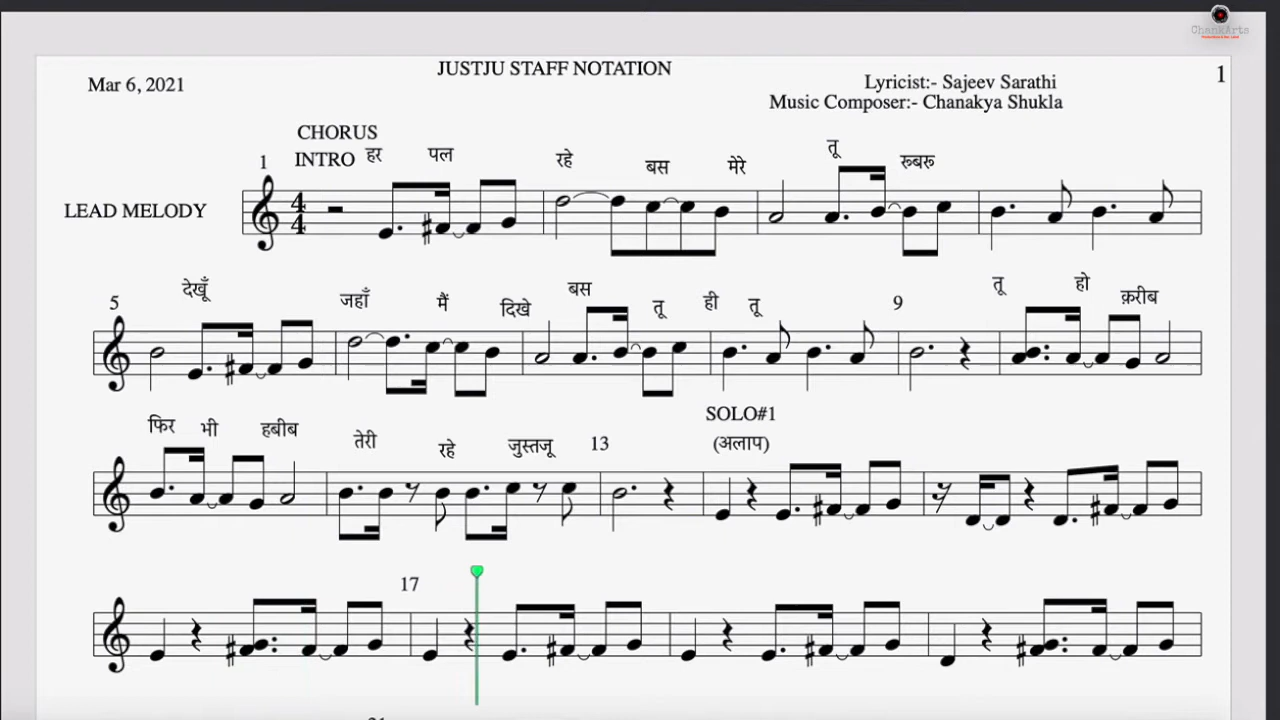 ChankArts
JUSTJU STAFF NOTATION
1
Mar 6, 2021
Lyricist:- Sajeev Sarathi
Music Composer:- Chanakya Shukla
CHORUS
1 INTRO हर पल रहे बस मेरे तू रूबरू
LEAD MELODY
5 देखूँ जहाँ मैं दिखे बस तू ही तू 9 तू हो क़रीब
फिर भी हबीब तेरी रहे जुस्तजू 13
SOLO#1
(अलाप)
17